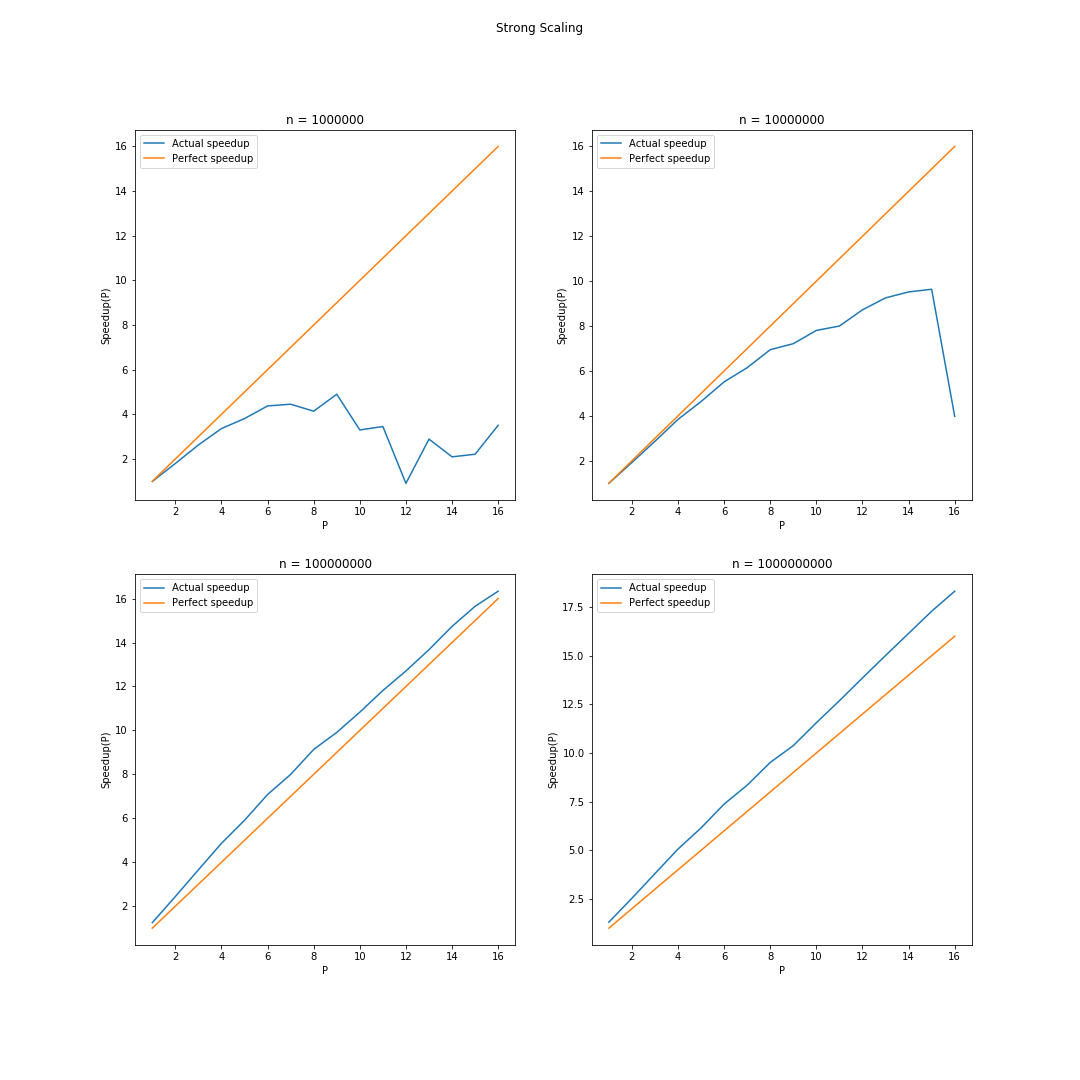 Strong Scaling
n = 1000000
Actual speedup
Perfect speedup
16
14
12
10
8
6
4
2
Speedup(P)
2 4 6 8 10 12 14 16
P
n = 10000000
Actual speedup
Perfect speedup
16
14
12
10
8
6
4
2
Speedup(P)
2 4 6 8 10 12 14 16
P
n = 100000000
Actual speedup
Perfect speedup
16
14
12
10
8
6
4
2
Speedup(P)
2 4 6 8 10 12 14 16
P
n = 1000000000
Actual speedup
Perfect speedup
17.5
15.0
12.5
10.0
7.5
5.0
2.5
Speedup(P)
2 4 6 8 10 12 14 16
P